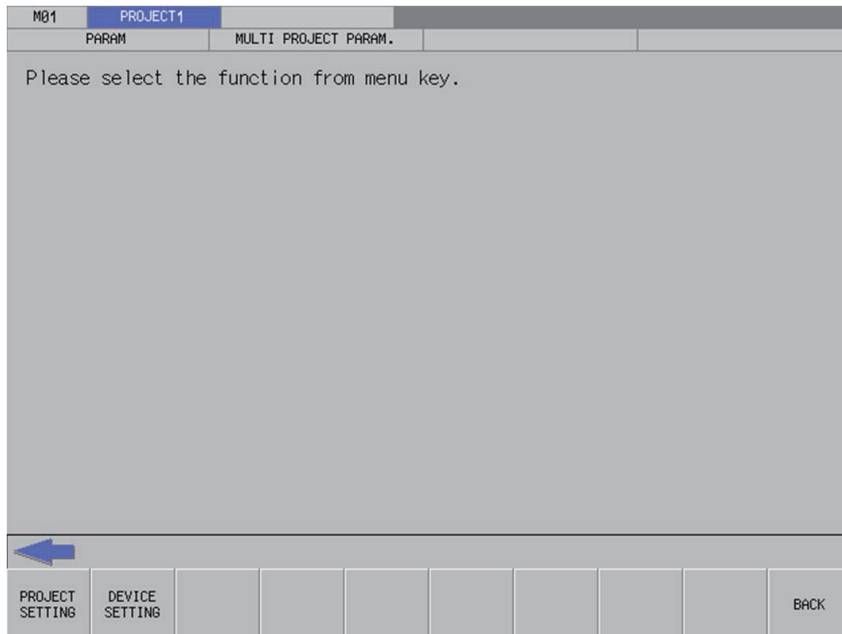 M01 PROJECT1
PARAM MULTI PROJECT PARAM.
Please select the function from menu key.
PROJECT SETTING DEVICE SETTING BACK